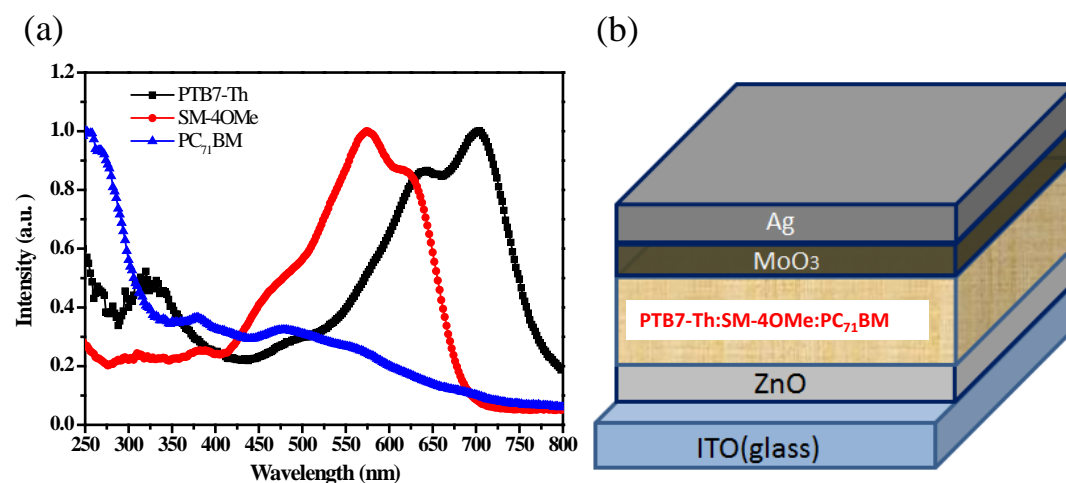 (a)
(b)
1.2
1.0
0.8
0.6
0.4
0.2
0.0
Intensity (a.u. )
PTB7-Th
SM-4OMe
PC₇₁BM
250 300 350 400 450 500 550 600 650 700 750 800
Wavelength (nm)
Ag
MoO₃
PTB7-Th:SM-4OMe:PC₇₁BM
ZnO
ITO(glass)